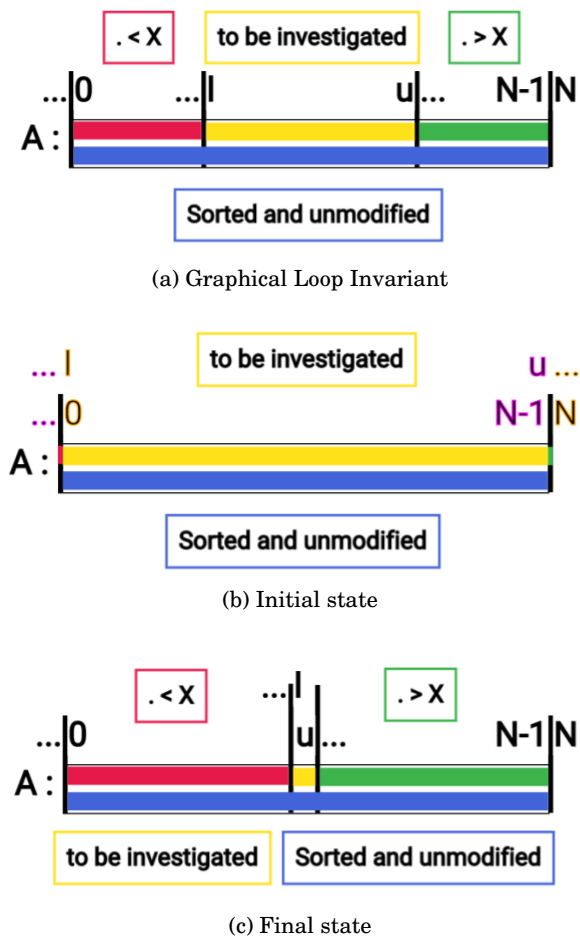 . < X to be investigated . > X
...0 ...l u... N-1 N
A :
Sorted and unmodified
(a) Graphical Loop Invariant
to be investigated
...l u...
...0 N-1 N
A :
Sorted and unmodified
(b) Initial state
. < X ...l . > X
...0 u... N-1 N
A :
to be investigated Sorted and unmodified
(c) Final state